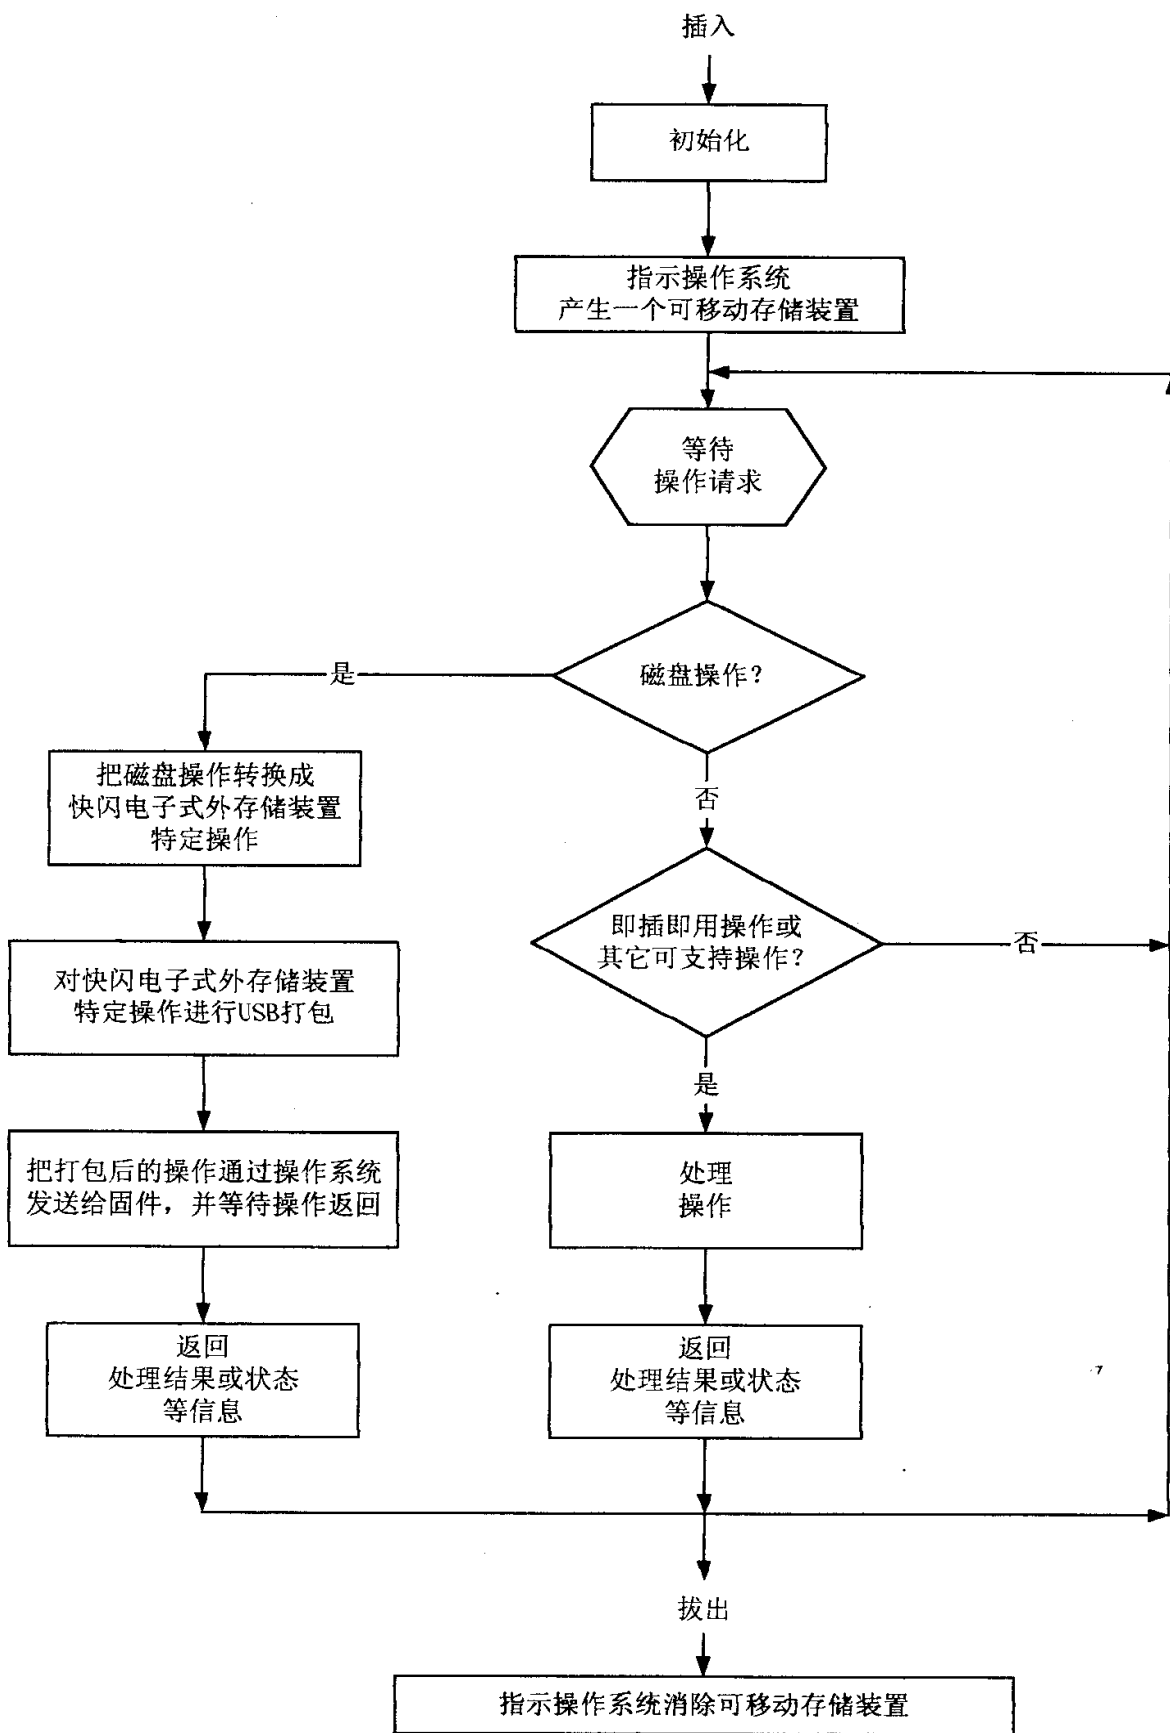 插入
初始化
指示操作系统
产生一个可移动存储装置
等待
操作请求
磁盘操作？
是
把磁盘操作转换成
快闪电子式外存储装置
特定操作
否
即插即用操作或
其它可支持操作？
否
对快闪电子式外存储装置
特定操作进行USB打包
是
把打包后的操作通过操作系统
发送给固件，并等待操作返回
处理
操作
返回
处理结果或状态
等信息
返回
处理结果或状态
等信息
拔出
指示操作系统消除可移动存储装置